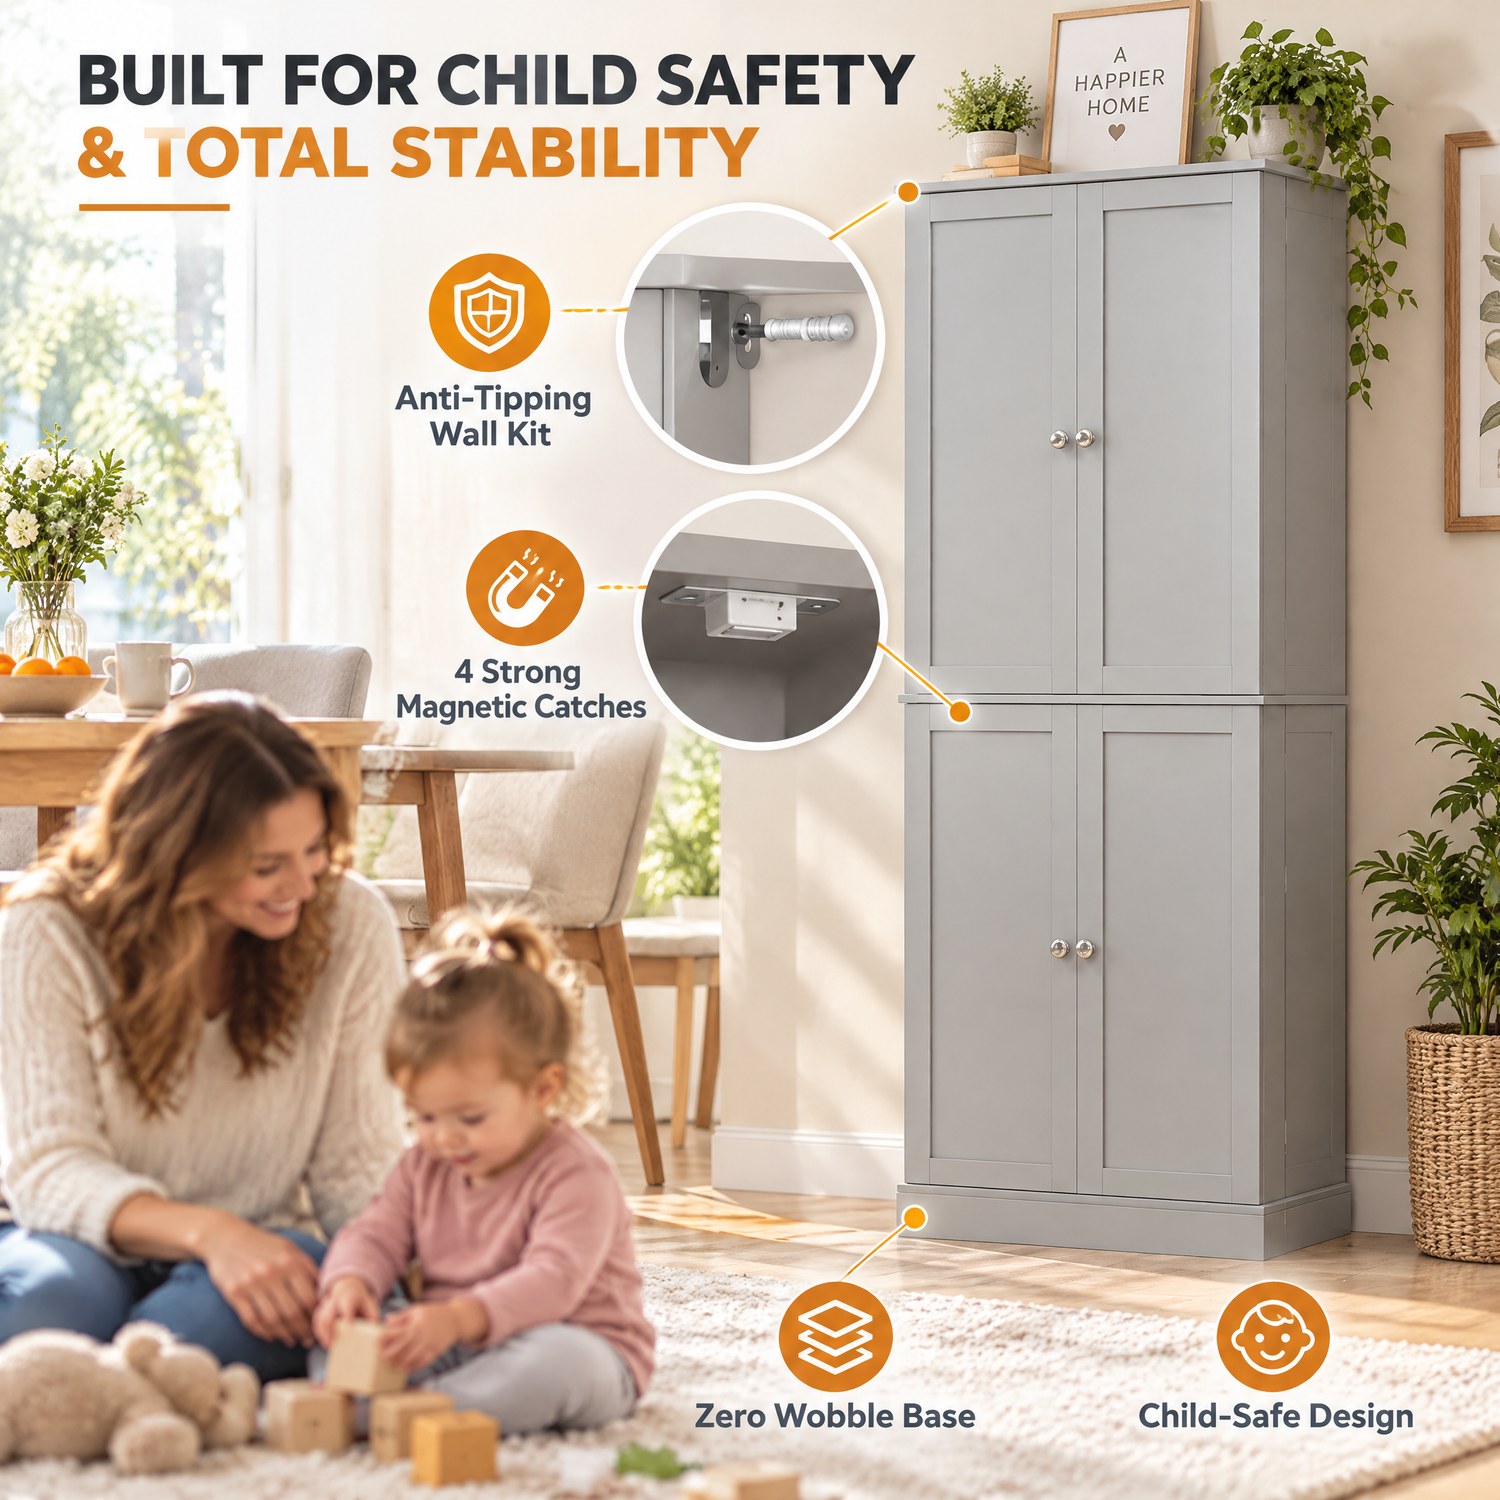 BUILT FOR CHILD SAFETY
& TOTAL STABILITY
A
HAPPIER
HOME
Anti-Tipping
Wall Kit
4 Strong
Magnetic Catches
Zero Wobble Base
Child-Safe Design